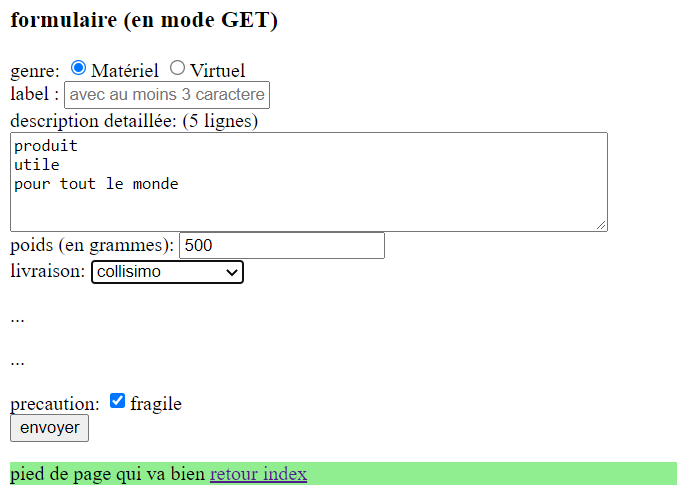 formulaire (en mode GET)
genre: Matériel Virtuel
label : avec au moins 3 caractere
description detaillée: (5 lignes)
produit
utile
pour tout le monde
poids (en grammes): 500
livraison: collisimo
...
...
precaution: fragile
envoyer
pied de page qui va bien retour index